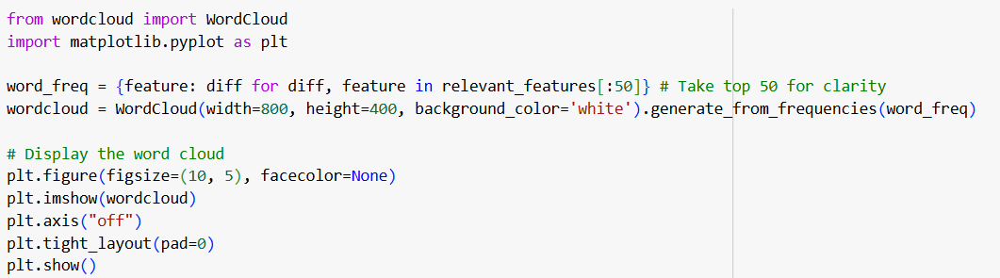 from wordcloud import WordCloud
import matplotlib.pyplot as plt
word_freq = {feature: diff for diff, feature in relevant_features[:50]} # Take top 50 for clarity
wordcloud = WordCloud(width=800, height=400, background_color='white').generate_from_frequencies(word_freq)
# Display the word cloud
plt.figure(figsize=(10, 5), facecolor=None)
plt.imshow(wordcloud)
plt.axis("off")
plt.tight_layout(pad=0)
plt.show()